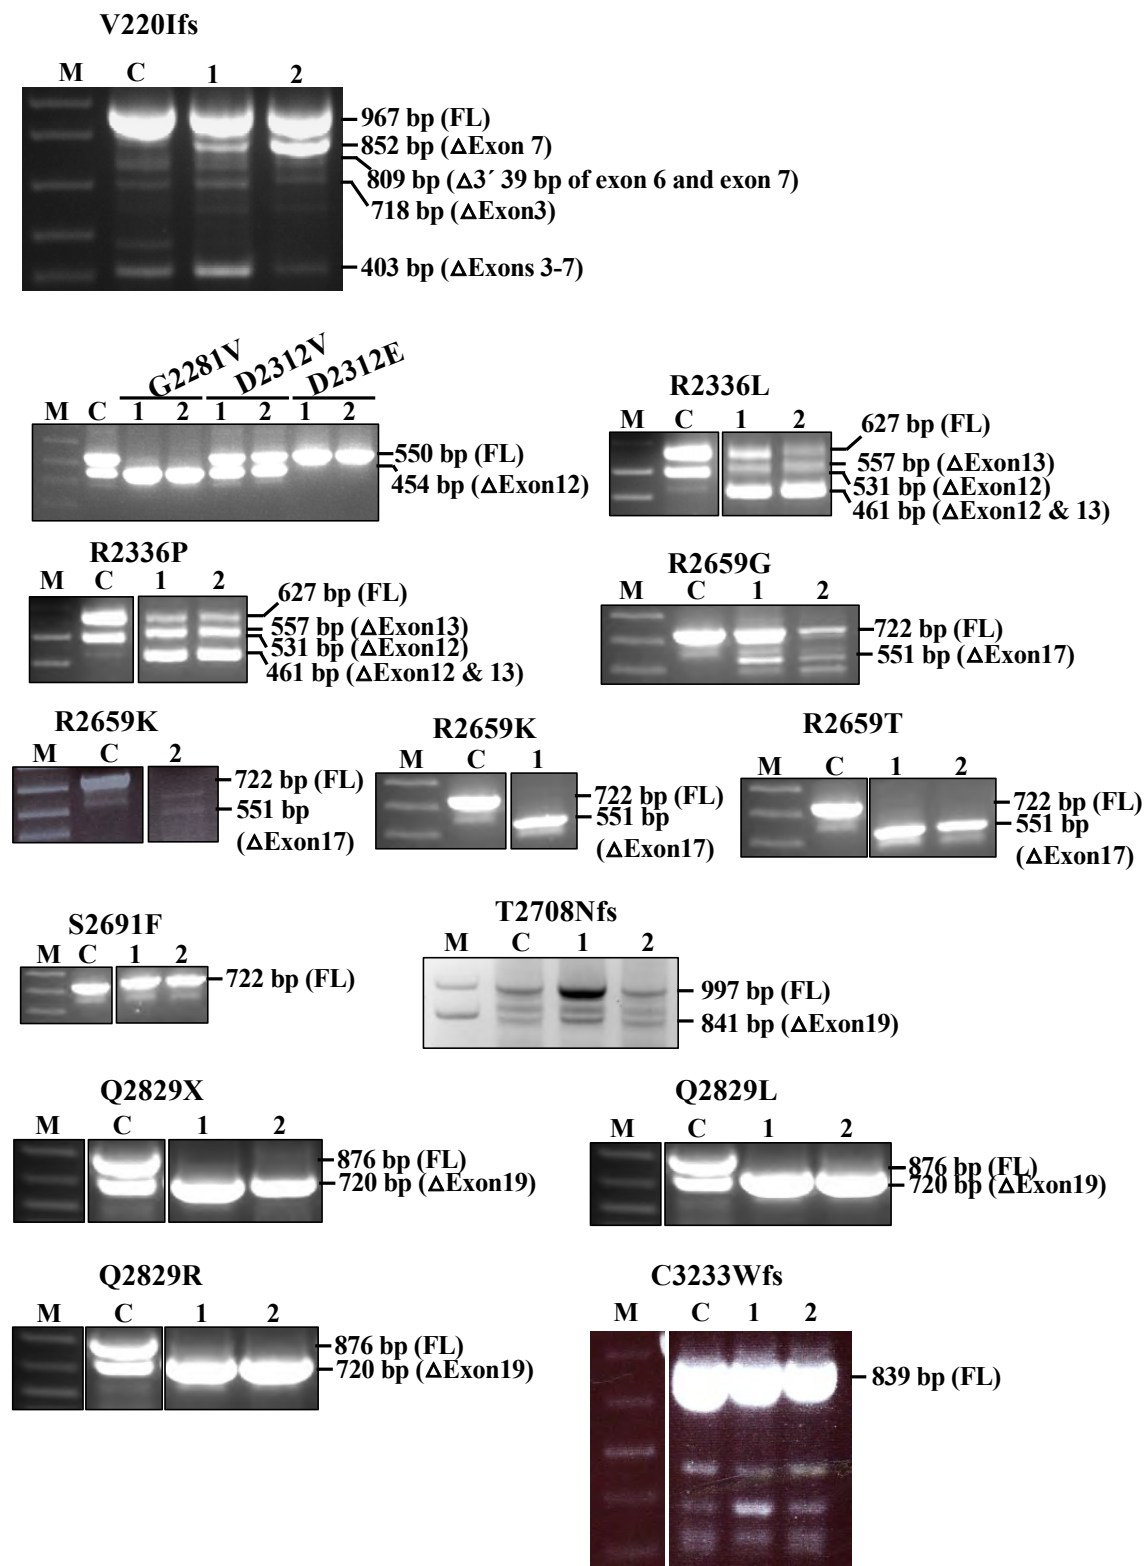 V220Ifs
M C 1 2
967 bp (FL)
852 bp (ΔExon 7)
809 bp (Δ3´ 39 bp of exon 6 and exon 7)
718 bp (ΔExon3)
403 bp (ΔExons 3-7)
G2281V D2312V D2312E
M C 1 2 1 2 1 2
550 bp (FL)
454 bp (ΔExon12)
R2336L
M C 1 2
627 bp (FL)
557 bp (ΔExon13)
531 bp (ΔExon12)
461 bp (ΔExon12 & 13)
R2336P
M C 1 2
627 bp (FL)
557 bp (ΔExon13)
531 bp (ΔExon12)
461 bp (ΔExon12 & 13)
R2659G
M C 1 2
722 bp (FL)
551 bp (ΔExon17)
R2659K
M C 2
722 bp (FL)
551 bp
(ΔExon17)
R2659K
M C 1
722 bp (FL)
551 bp
(ΔExon17)
R2659T
M C 1 2
722 bp (FL)
551 bp
(ΔExon17)
S2691F
M C 1 2
722 bp (FL)
T2708Nfs
M C 1 2
997 bp (FL)
841 bp (ΔExon19)
Q2829X
M C 1 2
876 bp (FL)
720 bp (ΔExon19)
Q2829L
M C 1 2
876 bp (FL)
720 bp (ΔExon19)
Q2829R
M C 1 2
876 bp (FL)
720 bp (ΔExon19)
C3233Wfs
M C 1 2
839 bp (FL)